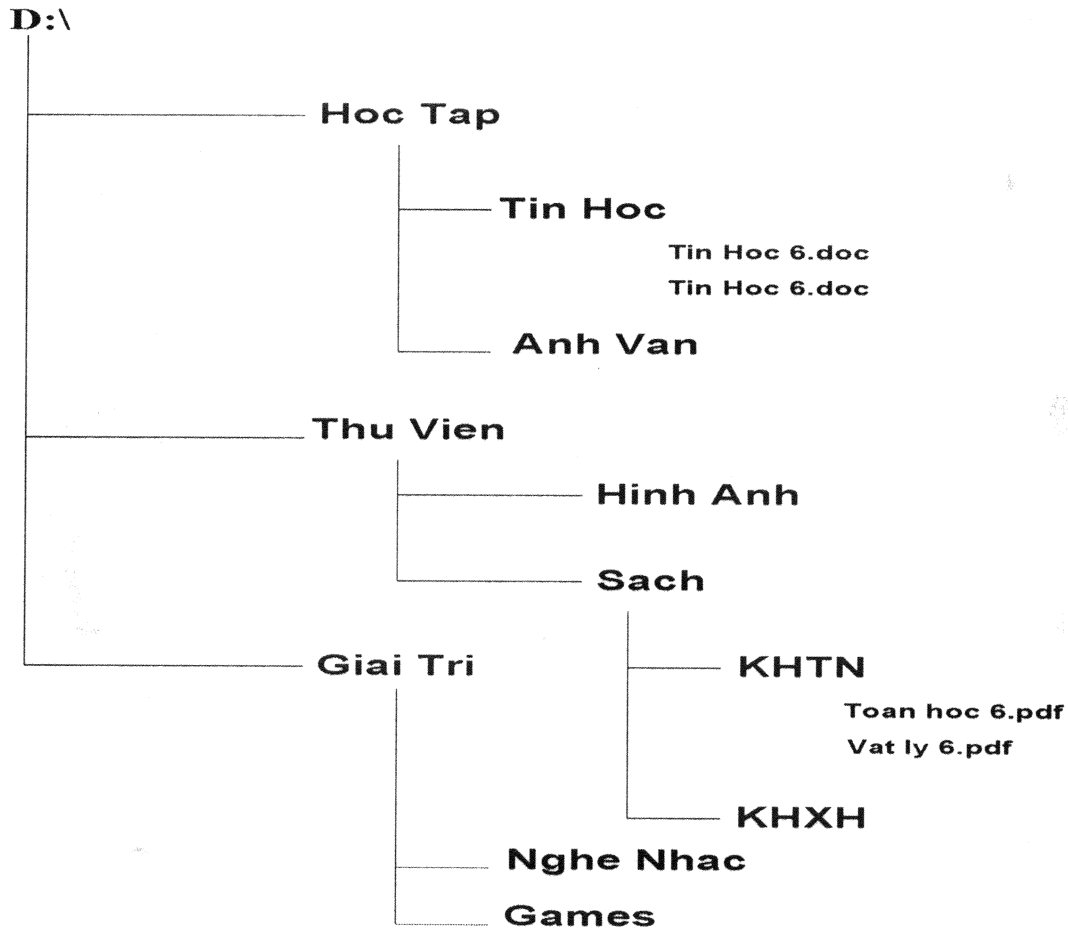 D:\
Hoc Tap
Tin Hoc
Tin Hoc 6.doc
Tin Hoc 6.doc
Anh Van
Thu Vien
Hinh Anh
Sach
Giai Tri
KHTN
Toan hoc 6.pdf
Vat ly 6.pdf
KHXH
Nghe Nhac
Games